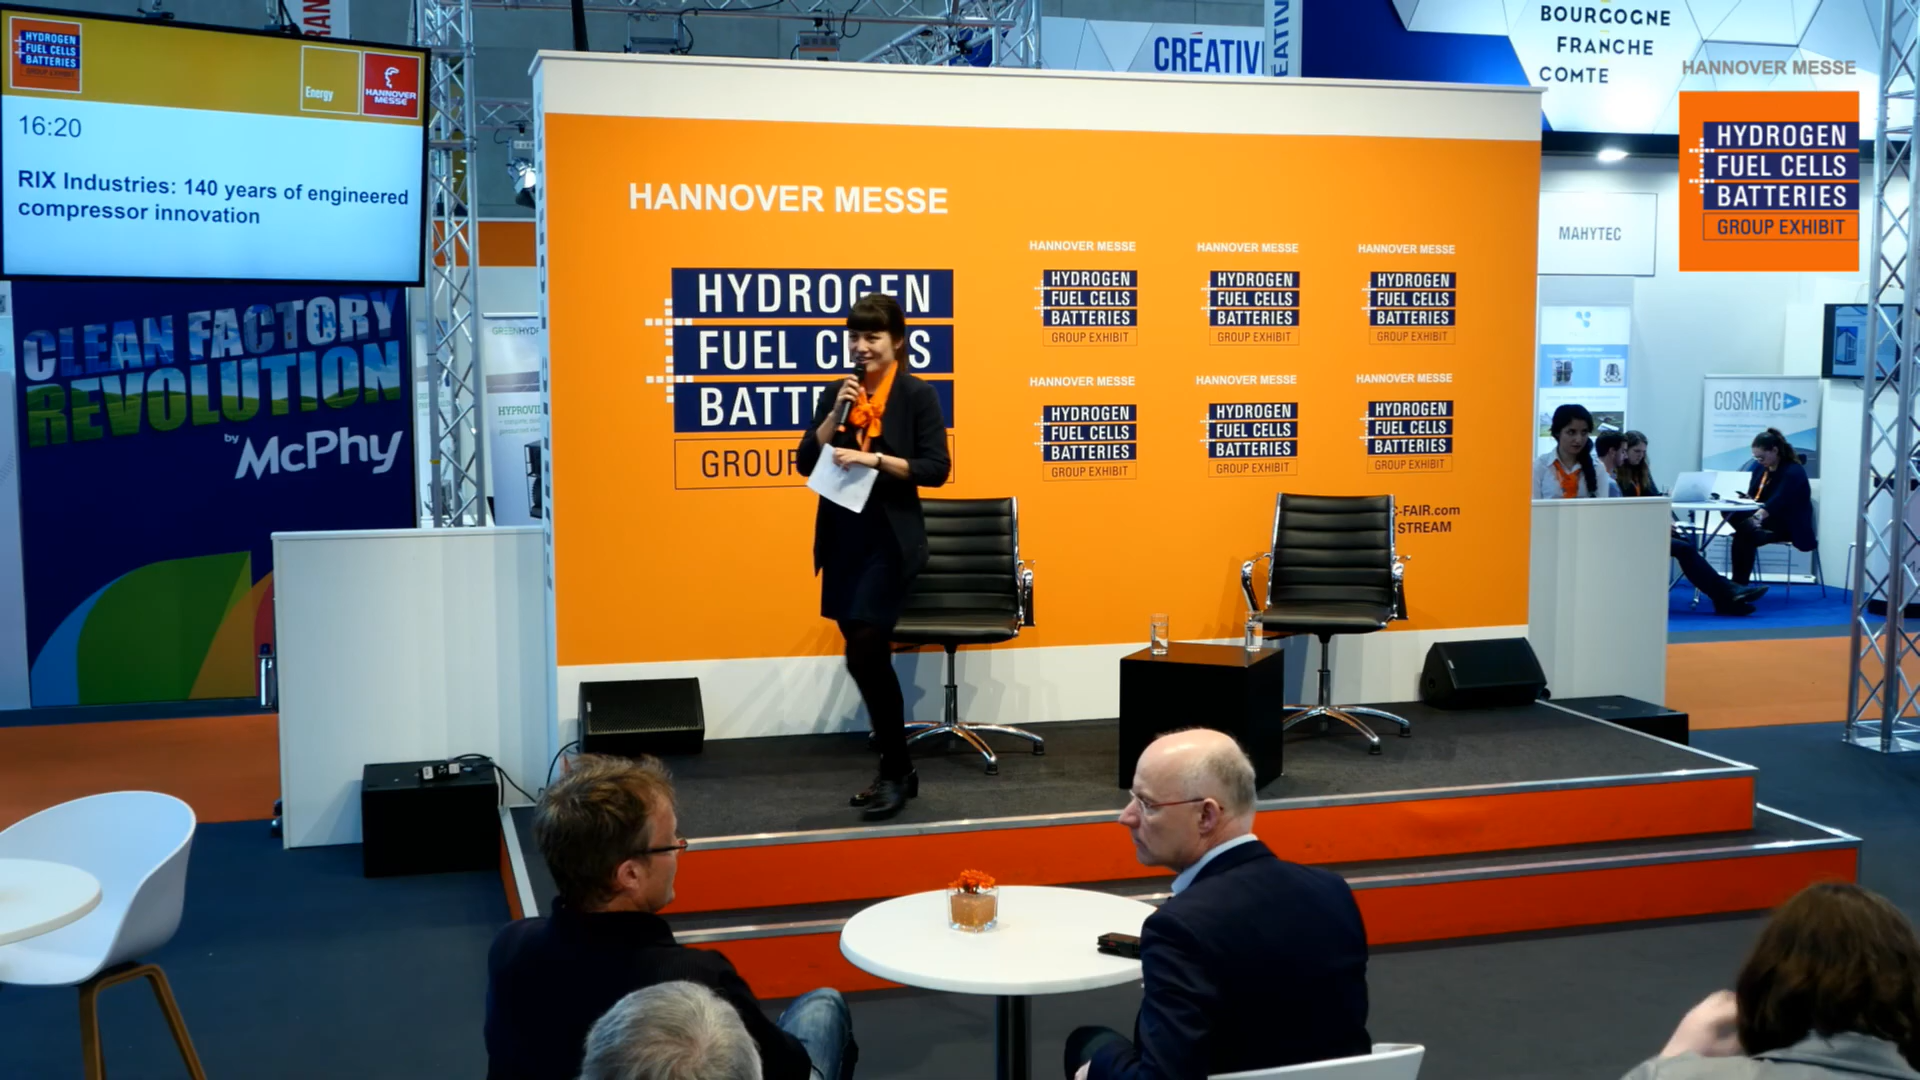 HYDROGEN
FUEL CELLS
BATTERIES
GROUP EXHIBIT
Energy
HANNOVER
MESSE
16:20
RIX Industries: 140 years of engineered
compressor innovation
CLEAN FACTORY
REVOLUTION
by
McPhy
CRÉATIV
BOURGOGNE
FRANCHE
COMTE
HANNOVER MESSE
HYDROGEN
FUEL CELLS
BATTERIES
GROUP EXHIBIT
MAHYTEC
COSMHYC
HANNOVER MESSE
HYDROGEN
FUEL CELLS
BATT
GROUP
HANNOVER MESSE
HYDROGEN
FUEL CELLS
BATTERIES
GROUP EXHIBIT
HANNOVER MESSE
HYDROGEN
FUEL CELLS
BATTERIES
GROUP EXHIBIT
HANNOVER MESSE
HYDROGEN
FUEL CELLS
BATTERIES
GROUP EXHIBIT
HANNOVER MESSE
HYDROGEN
FUEL CELLS
BATTERIES
GROUP EXHIBIT
HANNOVER MESSE
HYDROGEN
FUEL CELLS
BATTERIES
GROUP EXHIBIT
HANNOVER MESSE
HYDROGEN
FUEL CELLS
BATTERIES
GROUP EXHIBIT
-FAIR.com
STREAM